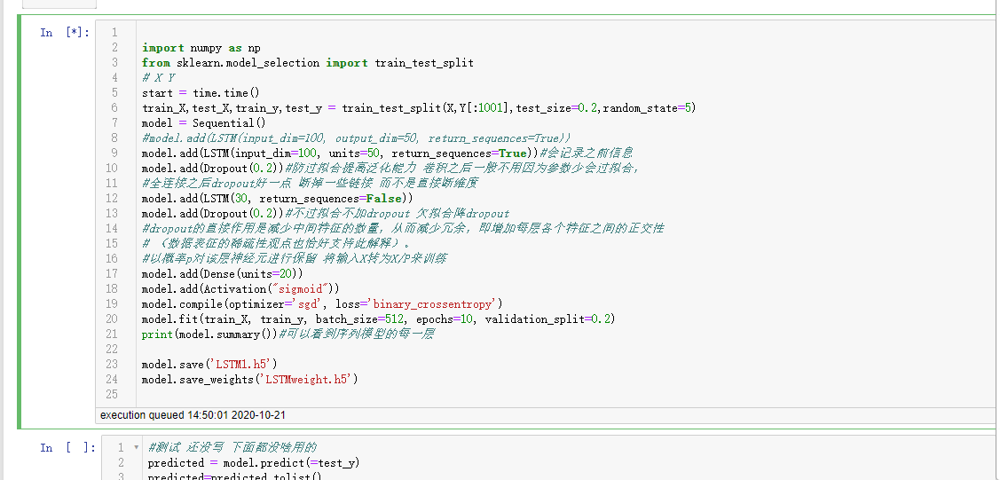 In [*]:
1
2 import numpy as np
3 from sklearn.model_selection import train_test_split
4 # X Y
5 start = time.time()
6 train_X,test_X,train_y,test_y = train_test_split(X,Y[:1001],test_size=0.2,random_state=5)
7 model = Sequential()
8 #model.add(LSTM(input_dim=100, output_dim=50, return_sequences=True))
9 model.add(LSTM(input_dim=100, units=50, return_sequences=True))#会记录之前信息
10 model.add(Dropout(0.2))#防过拟合提高泛化能力 卷积之后一般不用因为参数少会过拟合,
11 #全连接之后dropout好一点 断掉一些链接 而不是直接断维度
12 model.add(LSTM(30, return_sequences=False))
13 model.add(Dropout(0.2))#不过拟合不加dropout 欠拟合降dropout
14 #dropout的直接作用是减少中间特征的数量，从而减少冗余，即增加每层各个特征之间的正交性
15 # （数据表征的稀疏性观点也恰好支持此解释）。
16 #以概率p对该层神经元进行保留 将输入X转为X/P来训练
17 model.add(Dense(units=20))
18 model.add(Activation("sigmoid"))
19 model.compile(optimizer='sgd', loss='binary_crossentropy')
20 model.fit(train_X, train_y, batch_size=512, epochs=10, validation_split=0.2)
21 print(model.summary())#可以看到序列模型的每一层
22
23 model.save('LSTM1.h5')
24 model.save_weights('LSTMweight.h5')
25
execution queued 14:50:01 2020-10-21
In [ ]:
1 #测试 还没写 下面都没啥用的
2 predicted = model.predict(=test_y)
3 predicted=predicted.tolist()